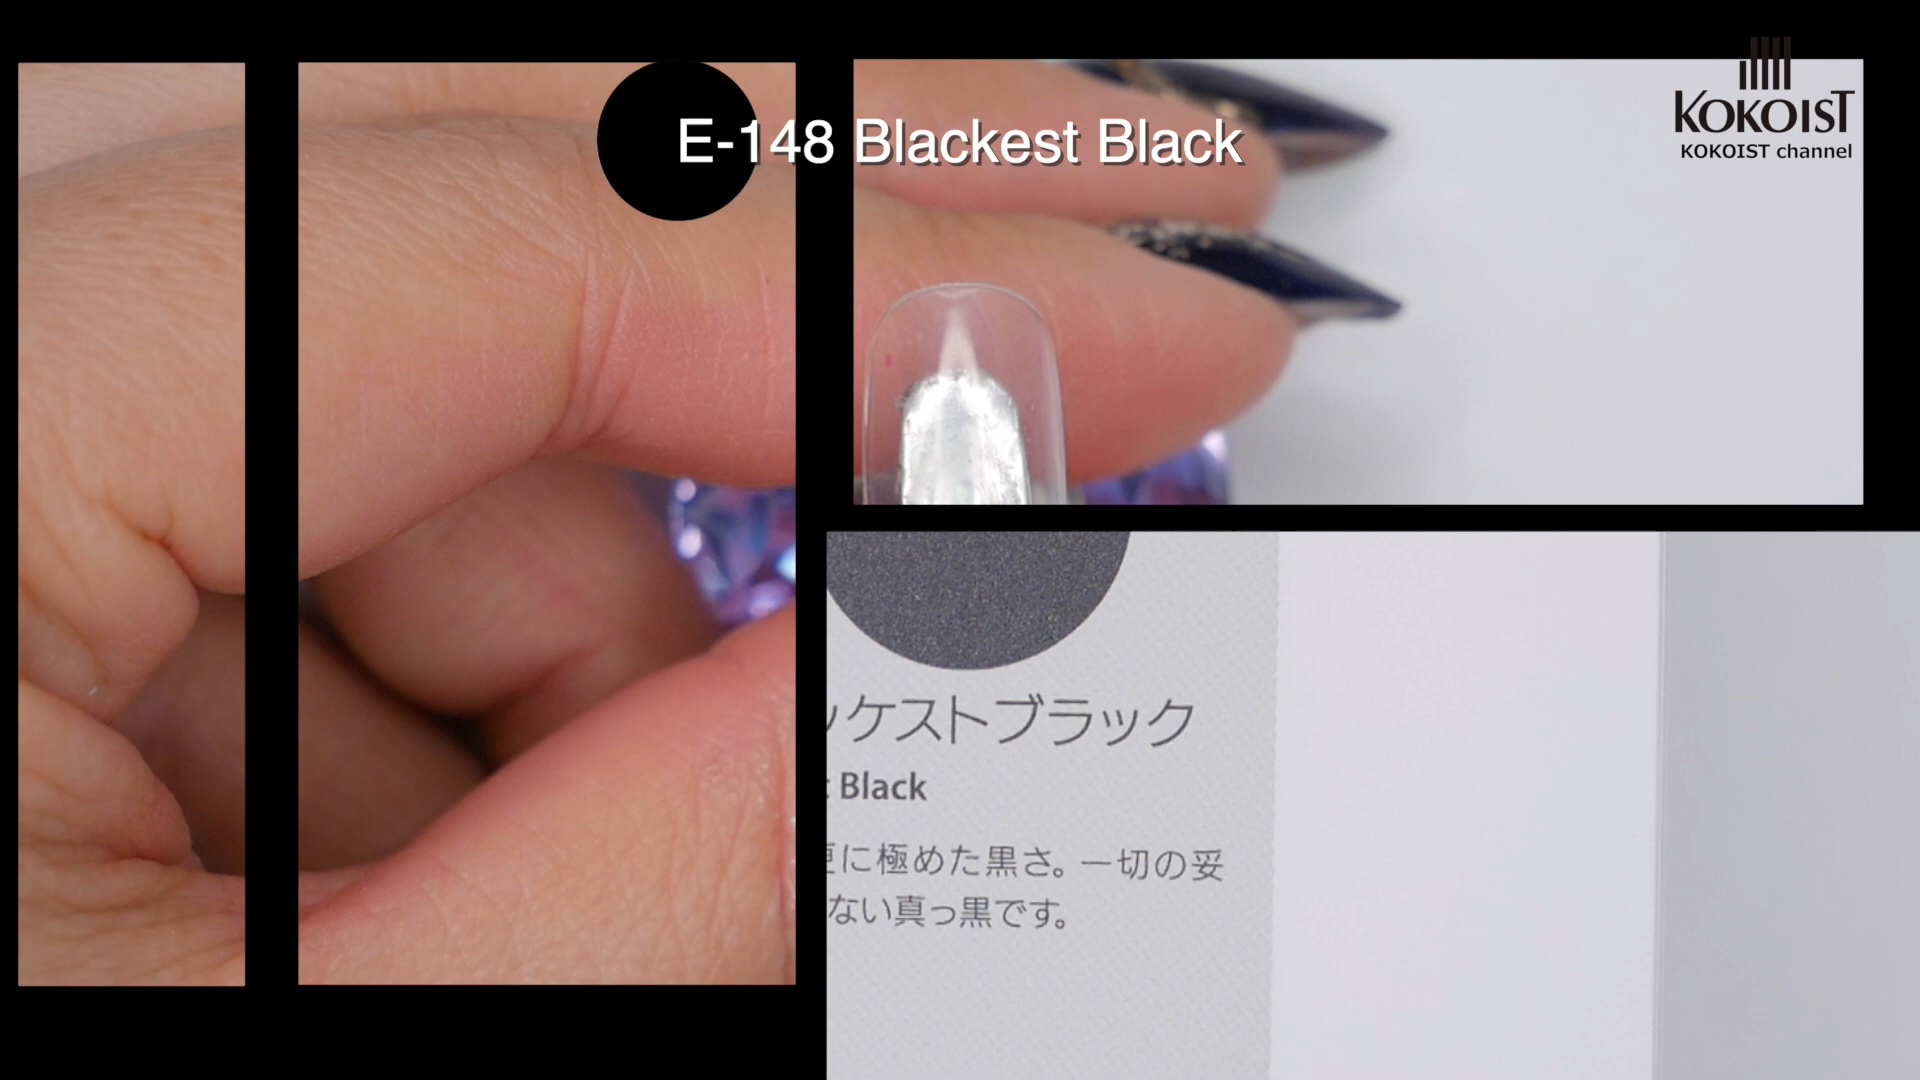 E-148 Blackest Black
KOKOIST
KOKOIST channel
ケストブラック
Black
に極めた黒さ。一切の妥
ない真っ黒です。